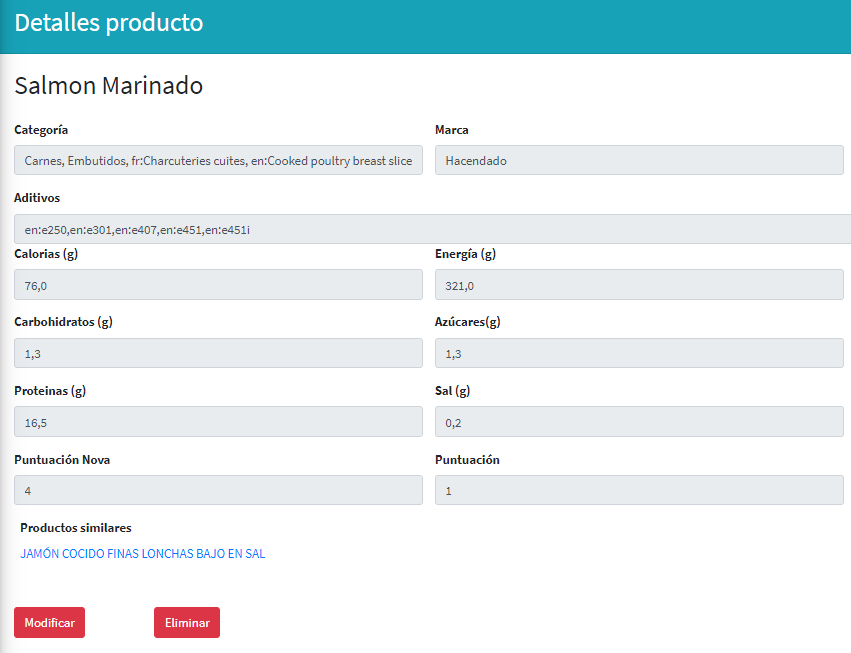 Detalles producto
Salmon Marinado
Categoría
Marca
Carnes, Embutidos, fr:Charcuteries cuites, en:Cooked poultry breast slice
Hacendado
Aditivos
en:e250,en:e301,en:e407,en:e451,en:e451i
Calorias (g)
Energía (g)
76,0
321,0
Carbohidratos (g)
Azúcares(g)
1,3
1,3
Proteinas (g)
Sal (g)
16,5
0,2
Puntuación Nova
Puntuación
4
1
Productos similares
JAMÓN COCIDO FINAS LONCHAS BAJO EN SAL
Modificar
Eliminar